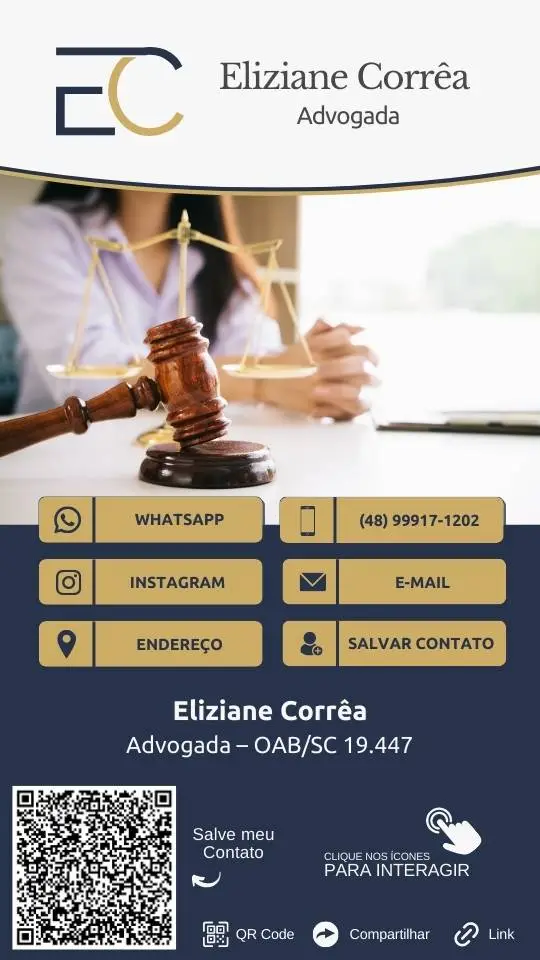 EC
Eliziane Corrêa
Advogada
WHATSAPP
(48) 99917-1202
INSTAGRAM
E-MAIL
ENDEREÇO
SALVAR CONTATO
Eliziane Corrêa
Advogada – OAB/SC 19.447
Salve meu
Contato
CLIQUE NOS ÍCONES
PARA INTERAGIR
QR Code
Compartilhar
Link